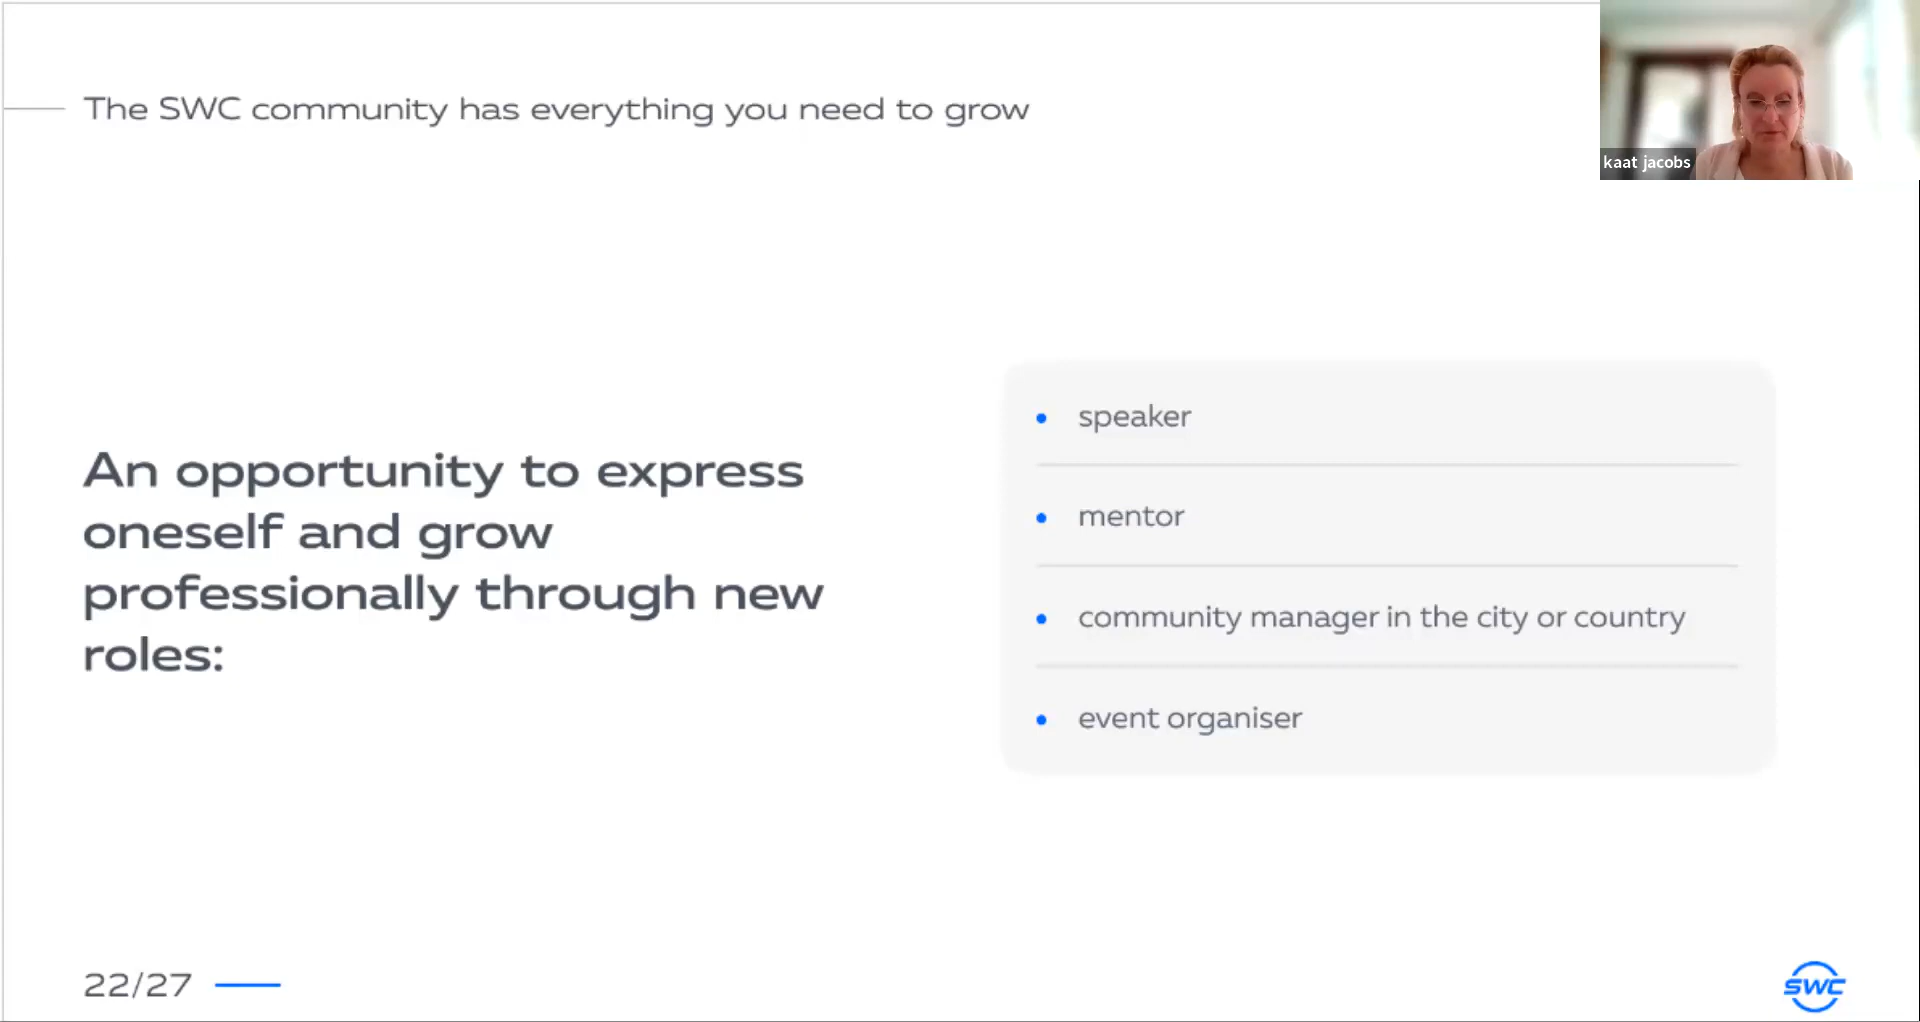 The SWC community has everything you need to grow
kaat jacobs
An opportunity to express
oneself and grow
professionally through new
roles:
speaker
mentor
community manager in the city or country
event organiser
22/27
SWC